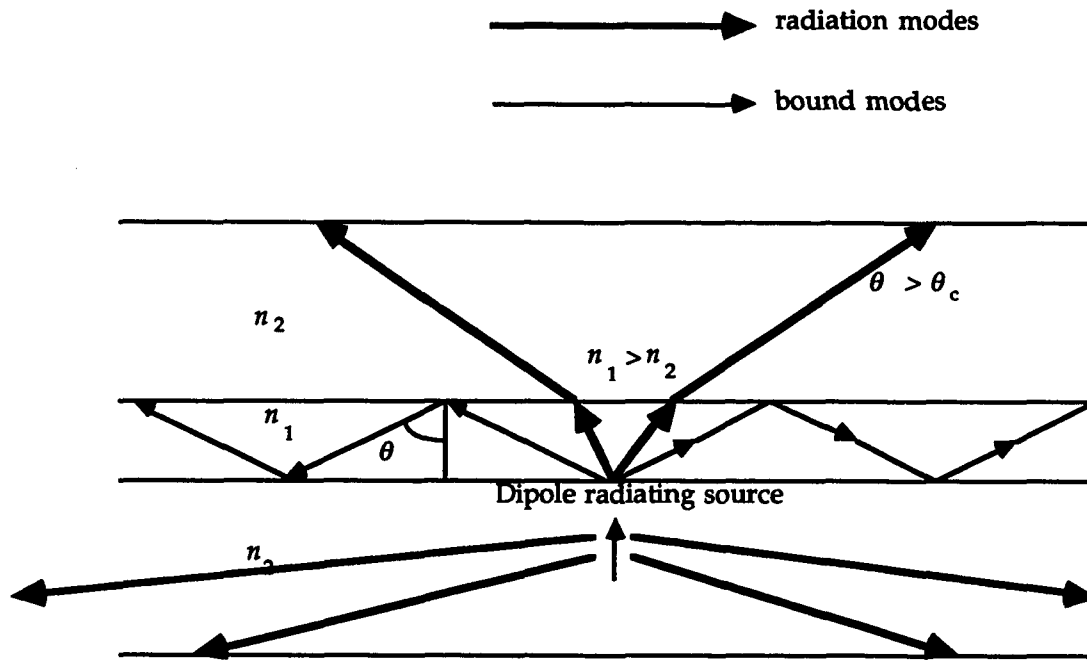 radiation modes
bound modes
θ > θc
n2
n1 > n2
n1
θ
Dipole radiating source